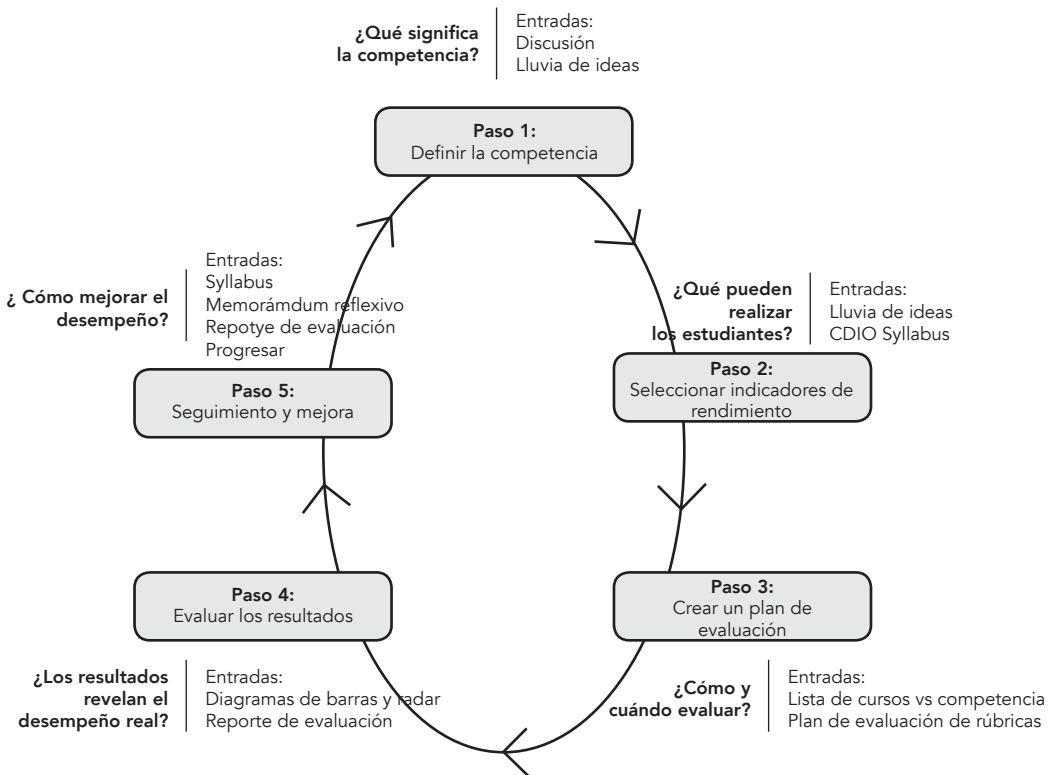 ¿Qué significa
la competencia?
Entradas:
Discusión
Lluvia de ideas
Paso 1:
Definir la competencia
¿Qué pueden
realizar
los estudiantes?
Entradas:
Lluvia de ideas
CDIO Syllabus
Paso 2:
Seleccionar indicadores de
rendimiento
Paso 3:
Crear un plan de
evaluación
¿Cómo y
cuándo evaluar?
Entradas:
Lista de cursos vs competencia
Plan de evaluación de rúbricas
Paso 4:
Evaluar los resultados
¿Los resultados
revelan el
desempeño real?
Entradas:
Diagramas de barras y radar
Reporte de evaluación
¿ Cómo mejorar el
desempeño?
Entradas:
Syllabus
Memorámdum reflexivo
Repotye de evaluación
Progresar
Paso 5:
Seguimiento y mejora